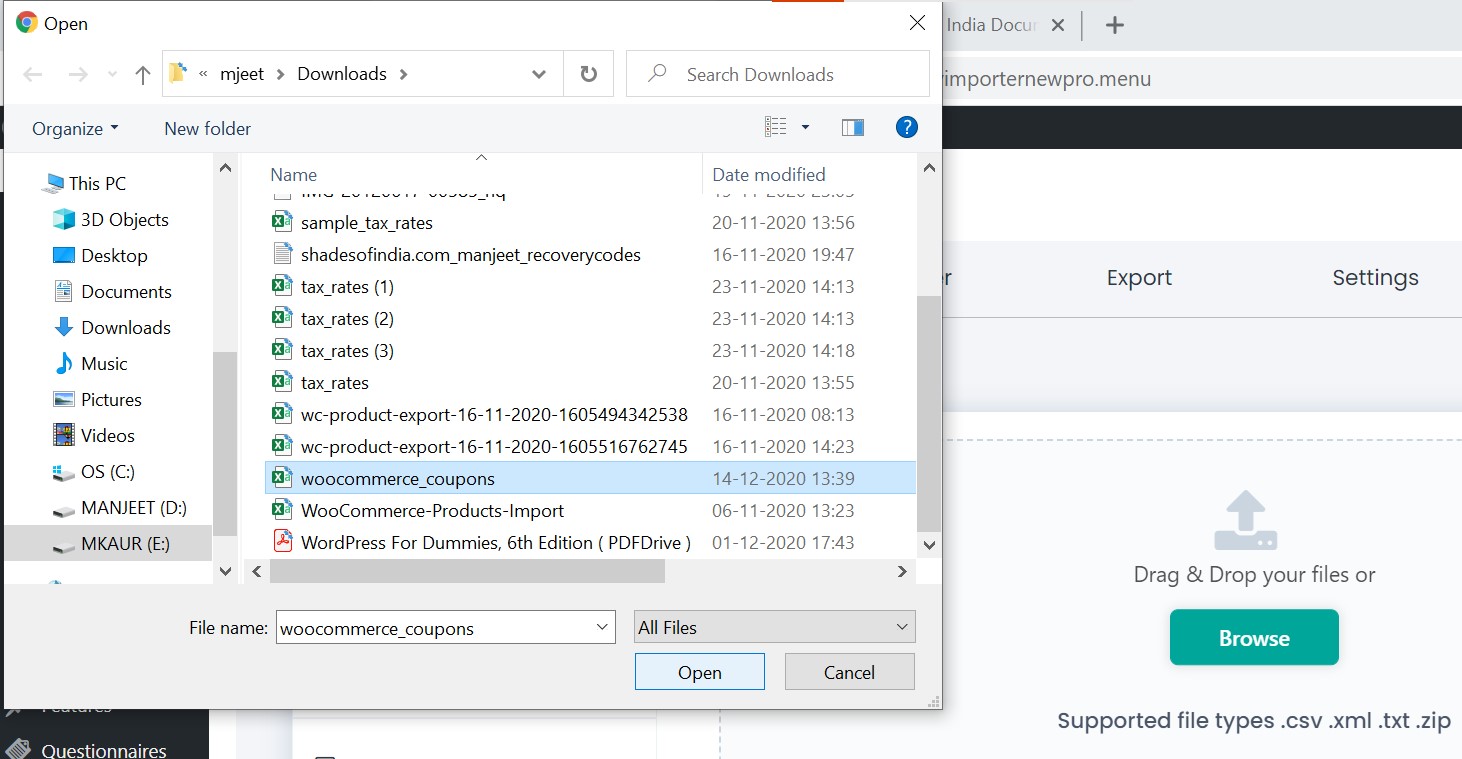 Open
India Docu
« mjeet > Downloads >
Search Downloads
importernewpro.menu
Organize
New folder
?
Name
Date modified
This PC
3D Objects
Desktop
Documents
Downloads
Music
Pictures
Videos
OS (C:)
MANJEET (D:)
MKAUR (E:)
sample_tax_rates 20-11-2020 13:56
shadesofindia.com_manjeet_recoverycodes 16-11-2020 19:47
tax_rates (1) 23-11-2020 14:13
tax_rates (2) 23-11-2020 14:13
tax_rates (3) 23-11-2020 14:18
tax_rates 20-11-2020 13:55
wc-product-export-16-11-2020-1605494342538 16-11-2020 08:13
wc-product-export-16-11-2020-1605516762745 16-11-2020 14:23
woocommerce_coupons 14-12-2020 13:39
WooCommerce-Products-Import 06-11-2020 13:23
WordPress For Dummies, 6th Edition ( PDFDrive ) 01-12-2020 17:43
File name: woocommerce_coupons
All Files
Open
Cancel
Export
Settings
Drag & Drop your files or
Browse
Supported file types .csv .xml .txt .zip
Features
Questionnaires